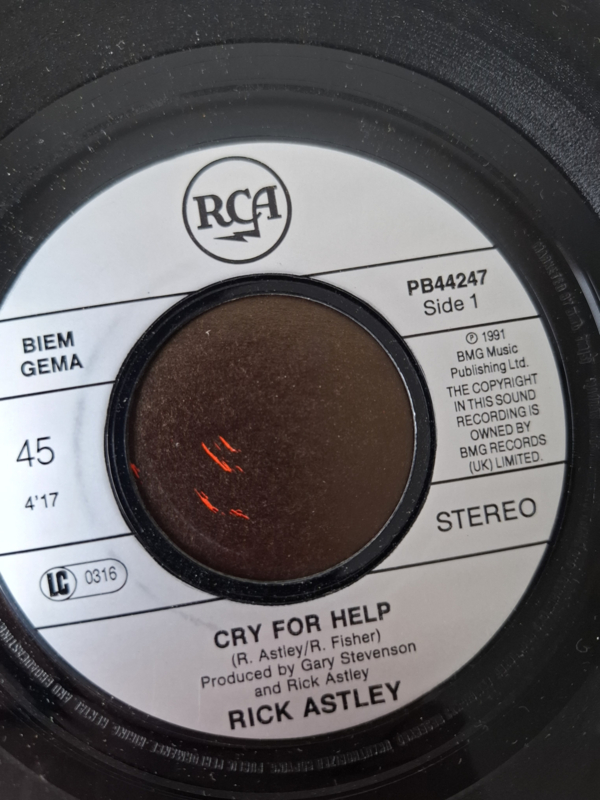 RCA
PB44247
Side 1
BIEM
GEMA
℗ 1991
BMG Music
Publishing Ltd.
THE COPYRIGHT
IN THIS SOUND
RECORDING IS
OWNED BY
BMG RECORDS
(UK) LIMITED.
45
4'17
STEREO
LC 0316
CRY FOR HELP
(R. Astley/R. Fisher)
Produced by Gary Stevenson
and Rick Astley
RICK ASTLEY